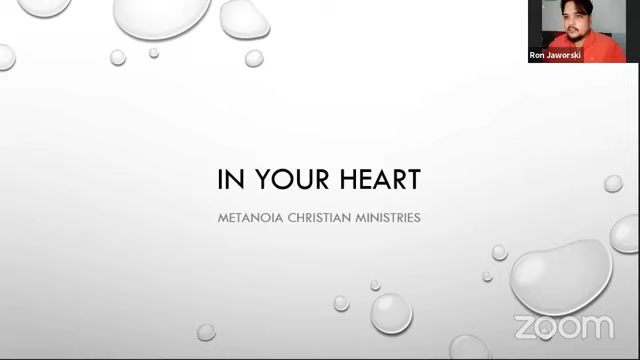 Ron Jaworski
IN YOUR HEART
METANOIA CHRISTIAN MINISTRIES
zoom